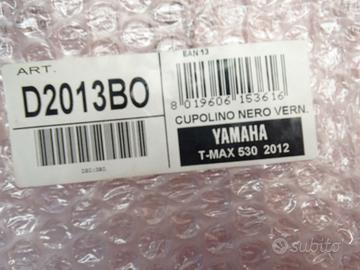 ART.
D2013BO
EAN 13
8 019606 153616
CUPOLINO NERO VERN.
YAMAHA
T-MAX 530 2012
subito